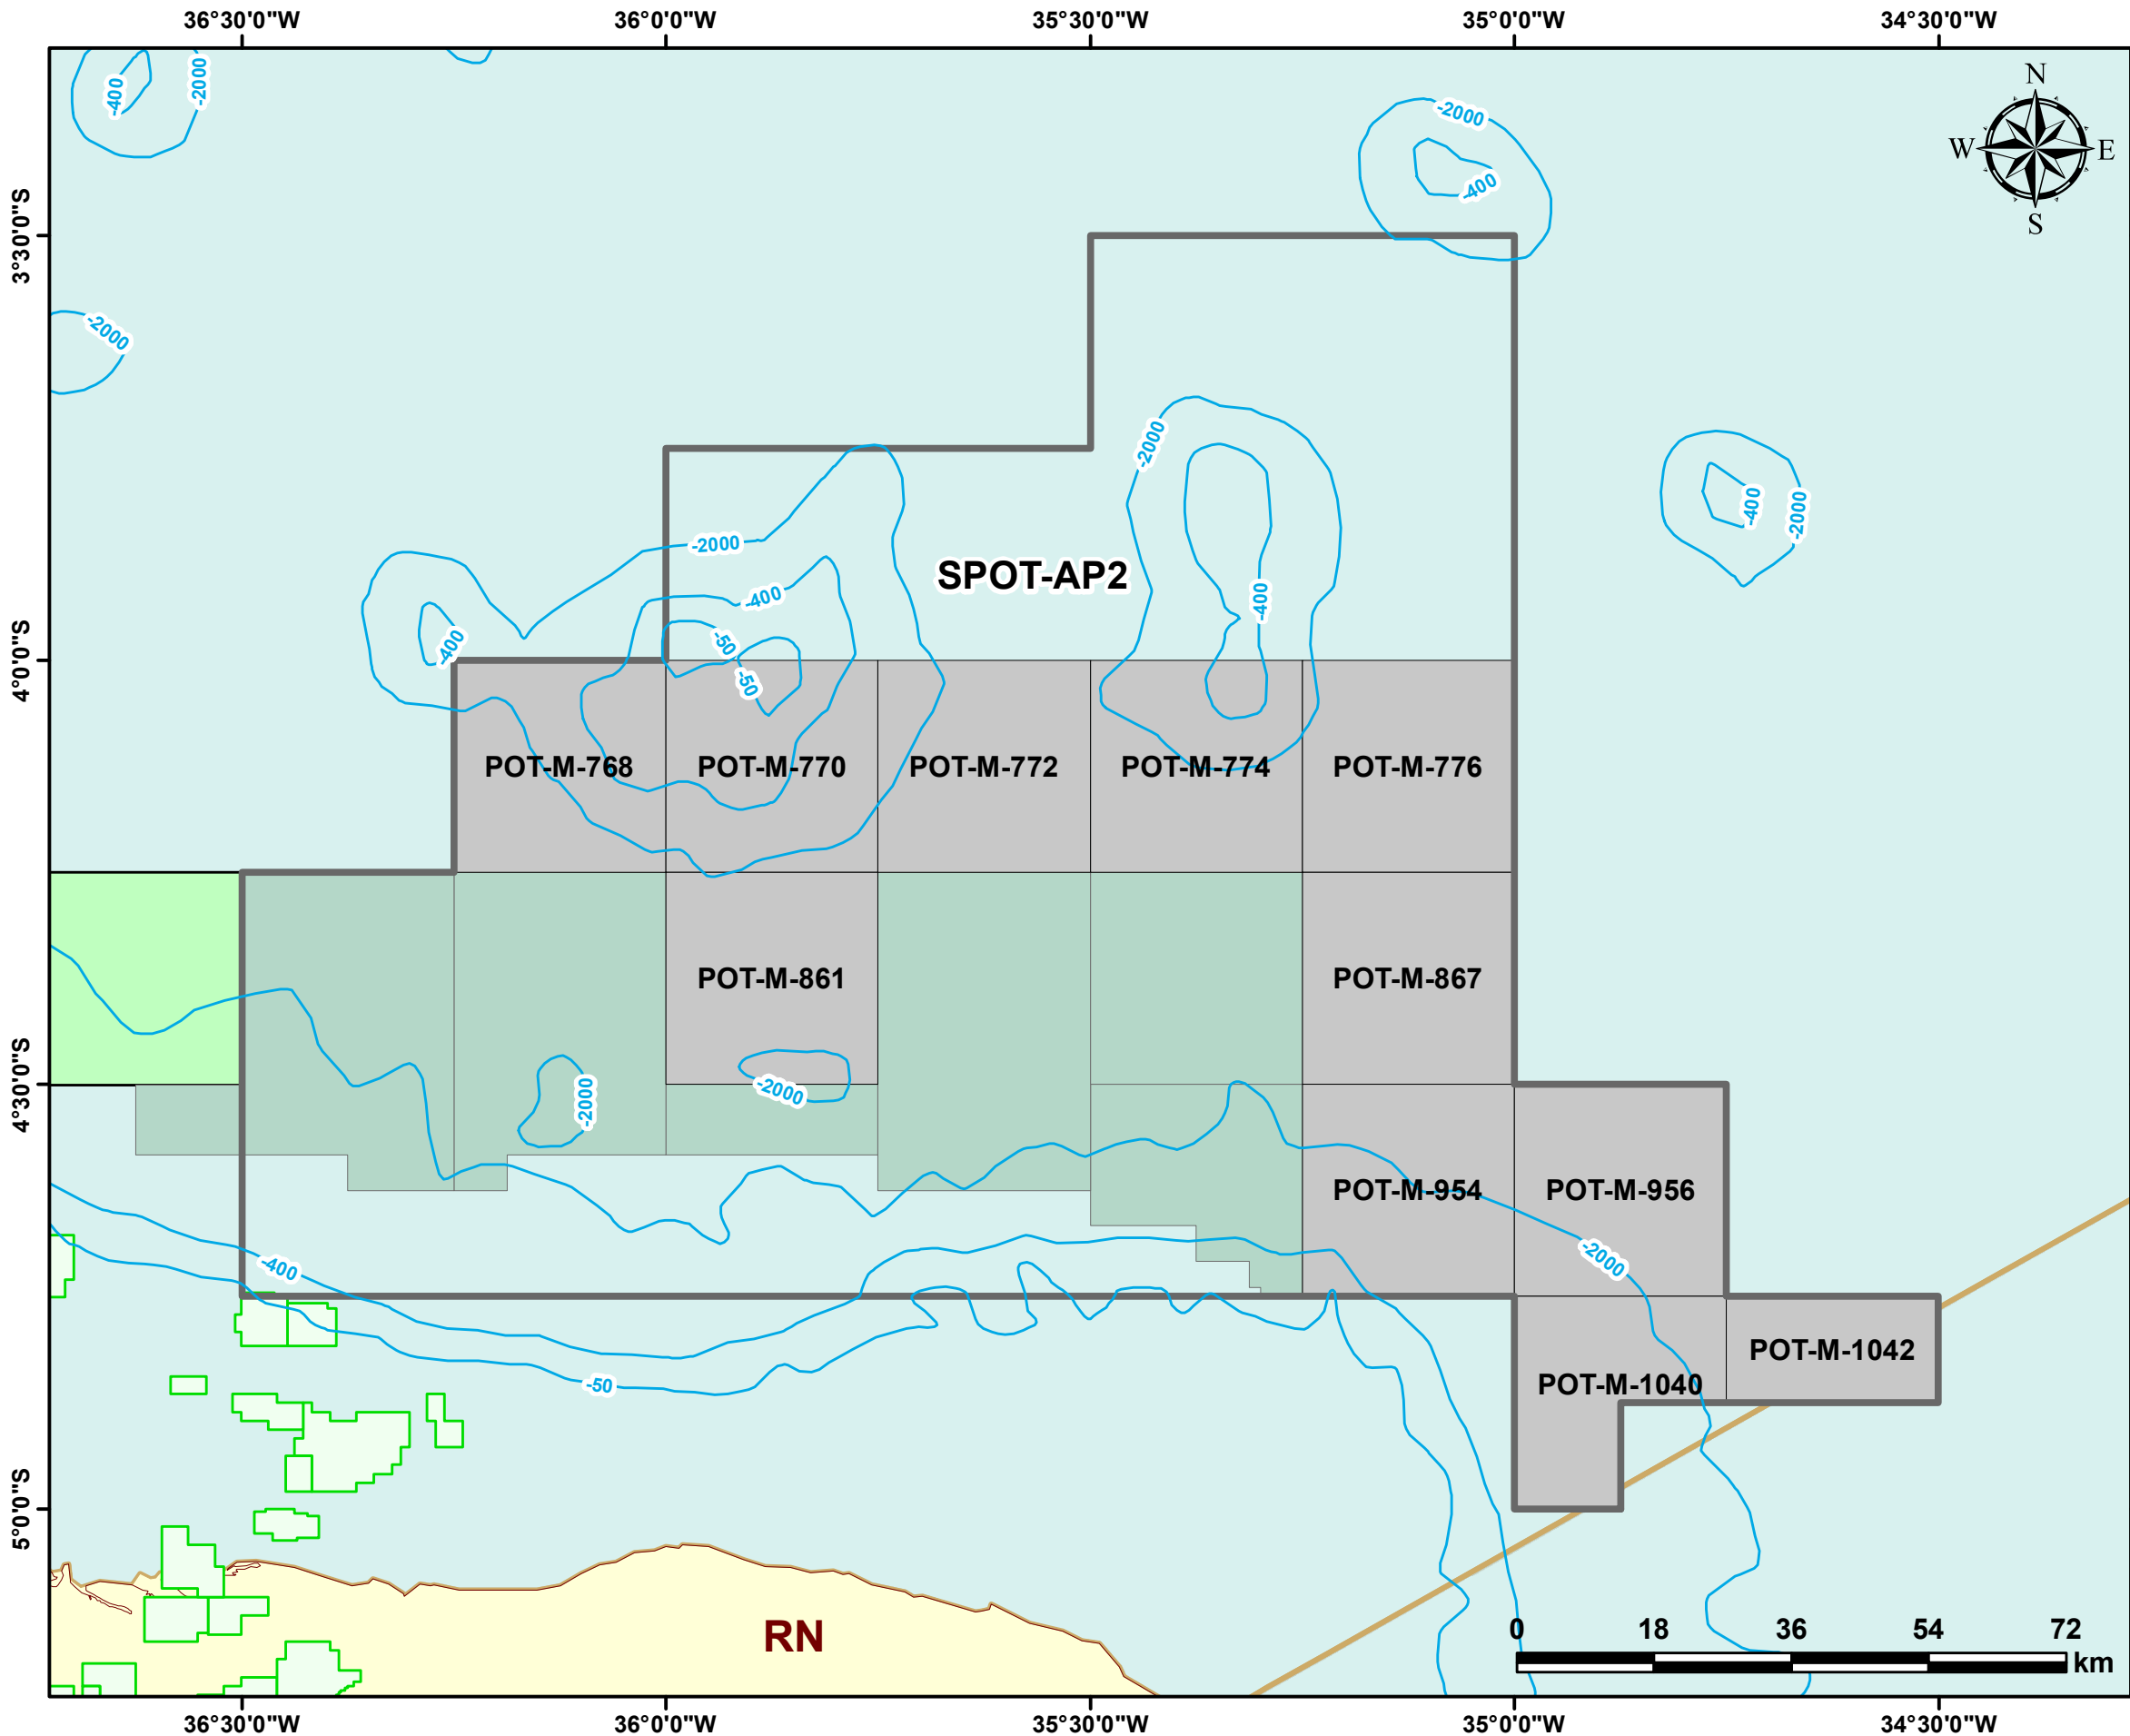 36°30'0"W 36°0'0"W 35°30'0"W 35°0'0"W 34°30'0"W
N
W E
S
-400
-2000
-2000
-400
3°30'0"S
-2000
-2000
-400
-2000
-2000
-400
SPOT-AP2
-400
-50
-400
-50
4°0'0"S
POT-M-768 POT-M-770 POT-M-772 POT-M-774 POT-M-776
POT-M-861 POT-M-867
4°30'0"S
-2000
-2000
POT-M-954 POT-M-956
-2000
-400
POT-M-1042
POT-M-1040
-50
5°0'0"S
RN
0 18 36 54 72
km
36°30'0"W 36°0'0"W 35°30'0"W 35°0'0"W 34°30'0"W